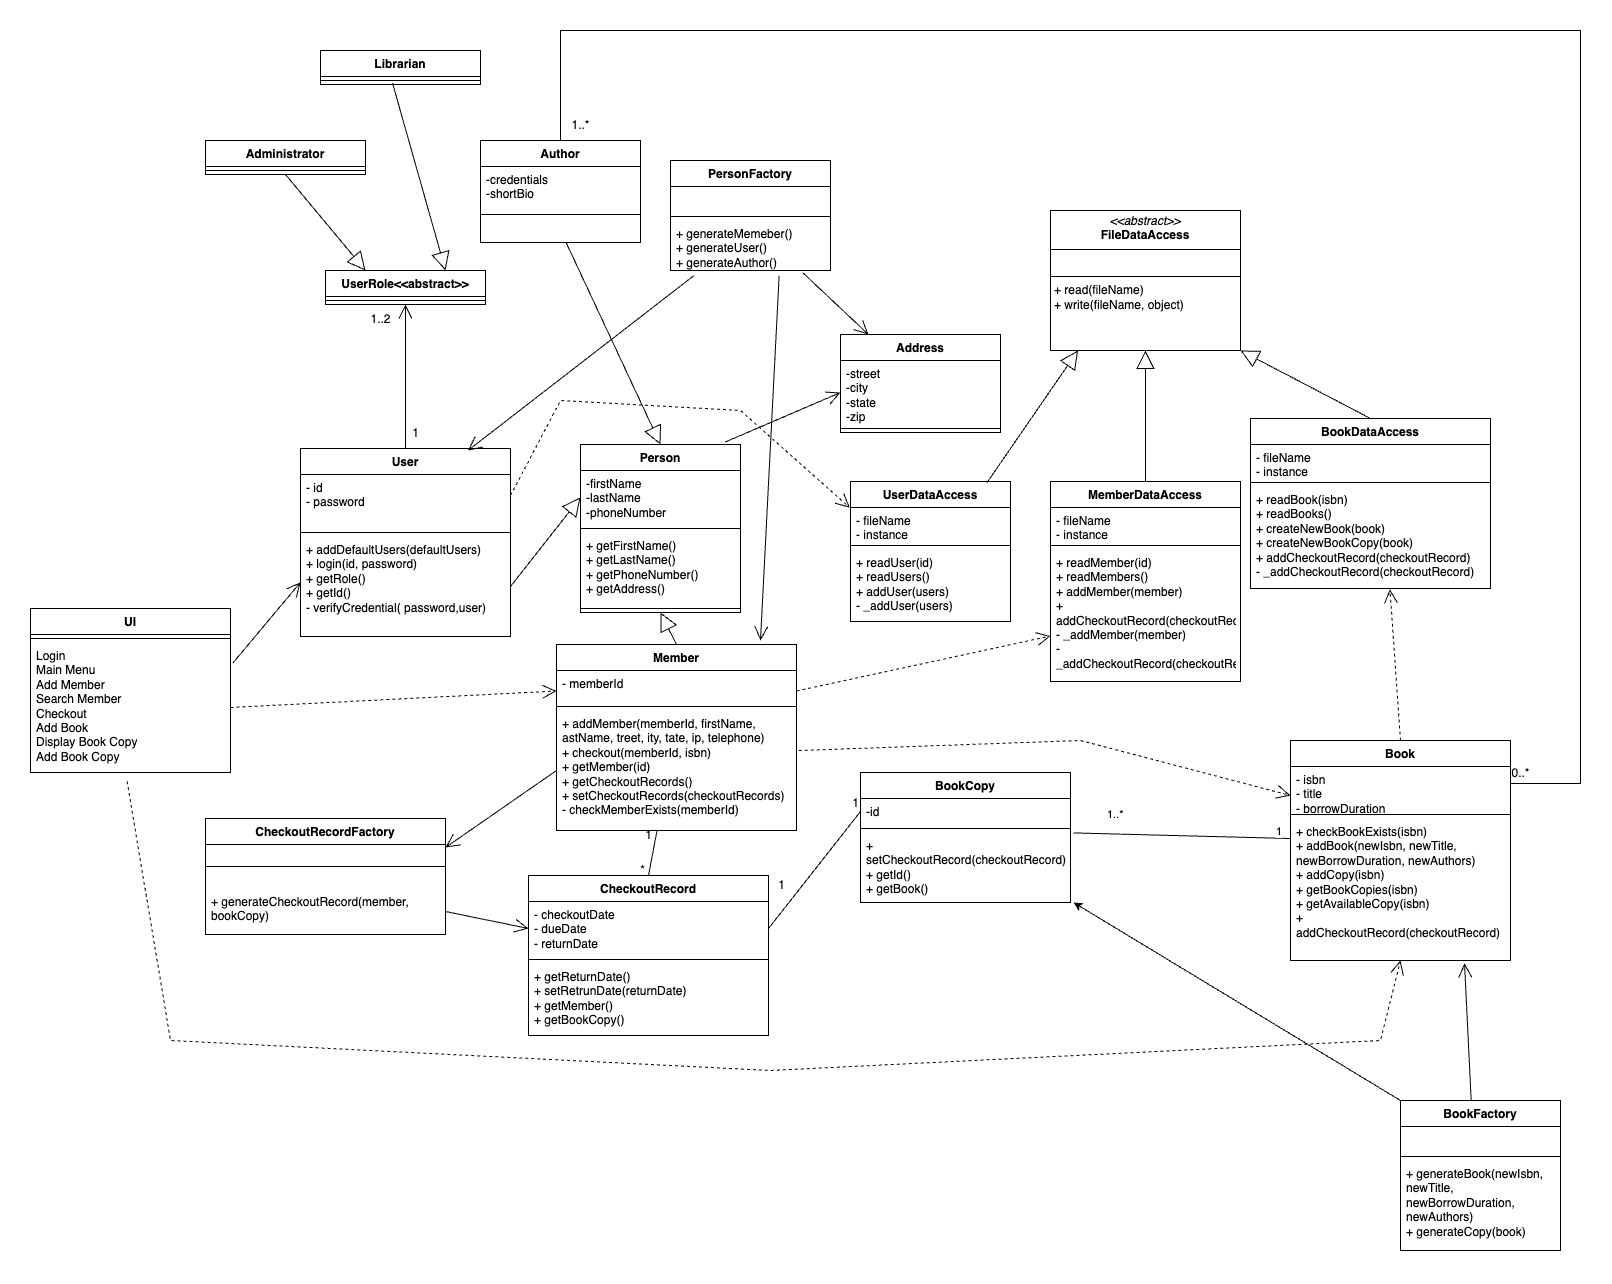 Librarian
Administrator
1..*
Author
-credentials
-shortBio
PersonFactory
+ generateMemeber()
+ generateUser()
+ generateAuthor()
<<abstract>>
FileDataAccess
+ read(fileName)
+ write(fileName, object)
UserRole<<abstract>>
1..2
Address
-street
-city
-state
-zip
1
User
- id
- password
+ addDefaultUsers(defaultUsers)
+ login(id, password)
+ getRole()
+ getId()
- verifyCredential( password,user)
Person
-firstName
-lastName
-phoneNumber
+ getFirstName()
+ getLastName()
+ getPhoneNumber()
+ getAddress()
UserDataAccess
- fileName
- instance
+ readUser(id)
+ readUsers()
+ addUser(users)
- _addUser(users)
MemberDataAccess
- fileName
- instance
+ readMember(id)
+ readMembers()
+ addMember(member)
+
addCheckoutRecord(checkoutRec
- _addMember(member)
-
_addCheckoutRecord(checkoutRe
BookDataAccess
- fileName
- instance
+ readBook(isbn)
+ readBooks()
+ createNewBook(book)
+ createNewBookCopy(book)
+ addCheckoutRecord(checkoutRecord)
- _addCheckoutRecord(checkoutRecord)
UI
Login
Main Menu
Add Member
Search Member
Checkout
Add Book
Display Book Copy
Add Book Copy
Member
- memberId
+ addMember(memberId, firstName,
astName, treet, ity, tate, ip, telephone)
+ checkout(memberId, isbn)
+ getMember(id)
+ getCheckoutRecords()
+ setCheckoutRecords(checkoutRecords)
- checkMemberExists(memberId)
1
*
CheckoutRecordFactory
+ generateCheckoutRecord(member,
bookCopy)
CheckoutRecord
- checkoutDate
- dueDate
- returnDate
+ getReturnDate()
+ setRetrunDate(returnDate)
+ getMember()
+ getBookCopy()
1
1
BookCopy
-id
+
setCheckoutRecord(checkoutRecord)
+ getId()
+ getBook()
1..*
1
0..*
Book
- isbn
- title
- borrowDuration
+ checkBookExists(isbn)
+ addBook(newIsbn, newTitle,
newBorrowDuration, newAuthors)
+ addCopy(isbn)
+ getBookCopies(isbn)
+ getAvailableCopy(isbn)
+
addCheckoutRecord(checkoutRecord)
BookFactory
+ generateBook(newIsbn,
newTitle,
newBorrowDuration,
newAuthors)
+ generateCopy(book)